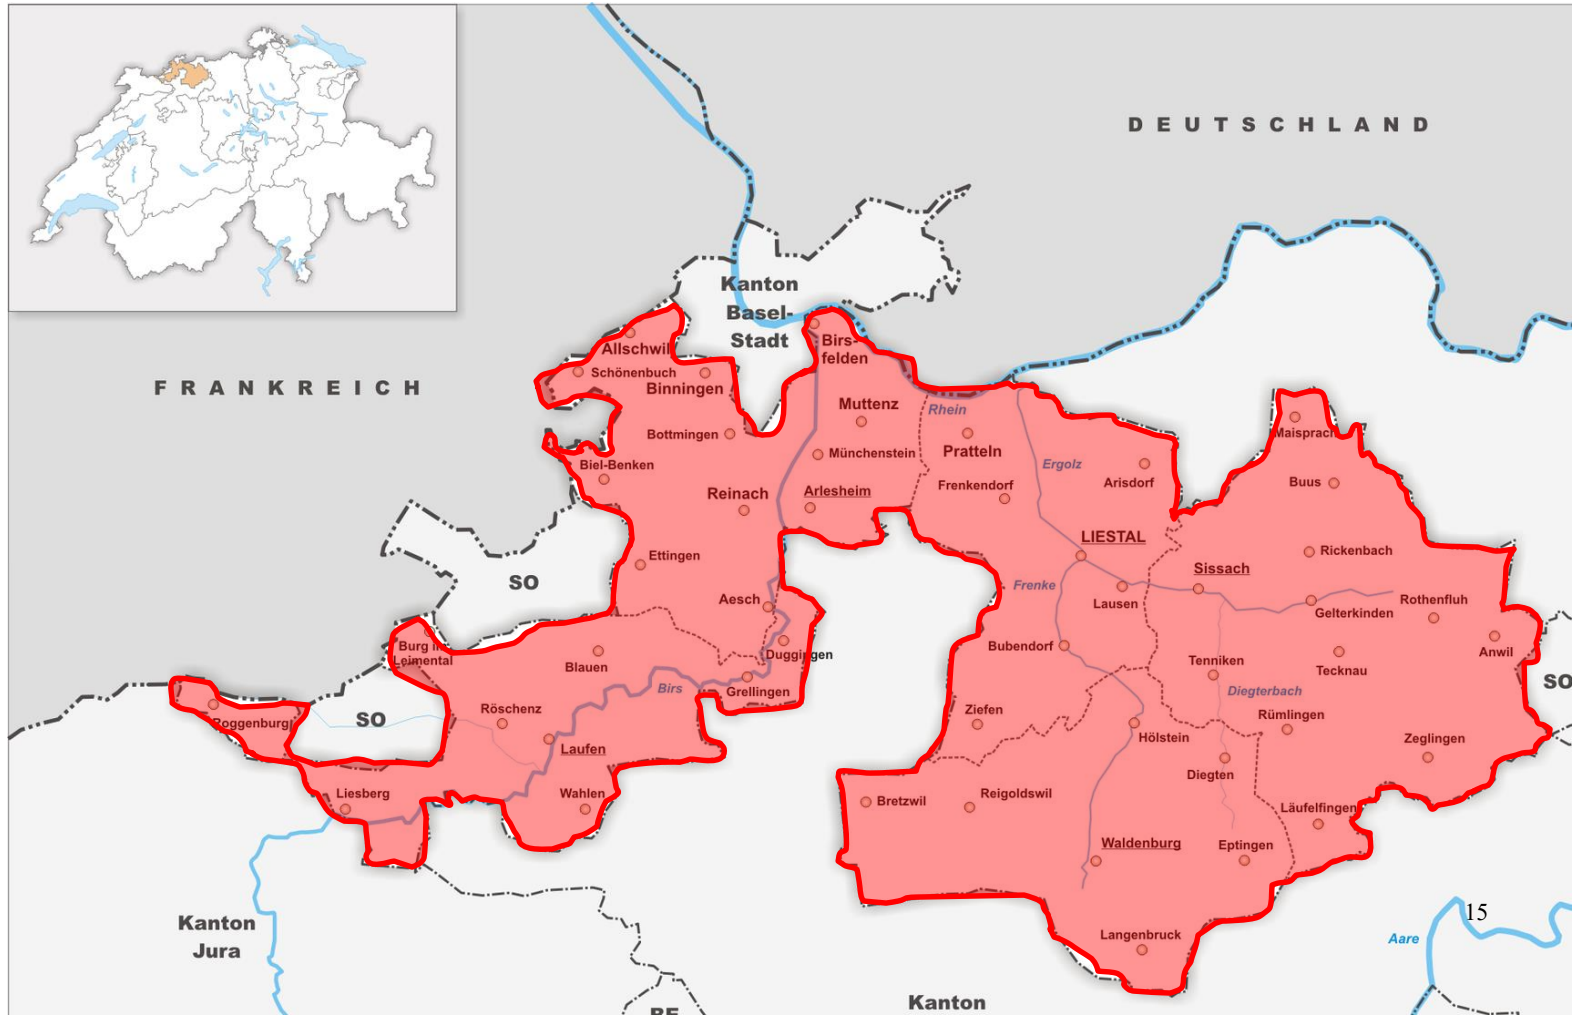 DEUTSCHLAND
Kanton
Basel-
Stadt
FRANKREICH
Allschwil
Schönenbuch
Binningen
Birs-
felden
Bottmingen
Muttenz
Rhein
Pratteln
Münchenstein
Biel-Benken
Reinach
Arlesheim
Frenkendorf
Ergolz
Arisdorf
Maisprach
Buus
Ettingen
SO
LIESTAL
Sissach
Rickenbach
Aesch
Frenke
Lausen
Gelterkinden
Rothenfluh
Burg im
Leimental
Blauen
Duggingen
Bubendorf
Tenniken
Tecknau
Anwil
Grellingen
Birs
Diegterbach
SO
Roggenburg
SO
Röschenz
Laufen
Ziefen
Hölstein
Rümlingen
Zeglingen
Diegten
Liesberg
Wahlen
Bretzwil
Reigoldswil
Läufelfingen
Waldenburg
Eptingen
Kanton
Jura
Langenbruck
15
Aare
Kanton